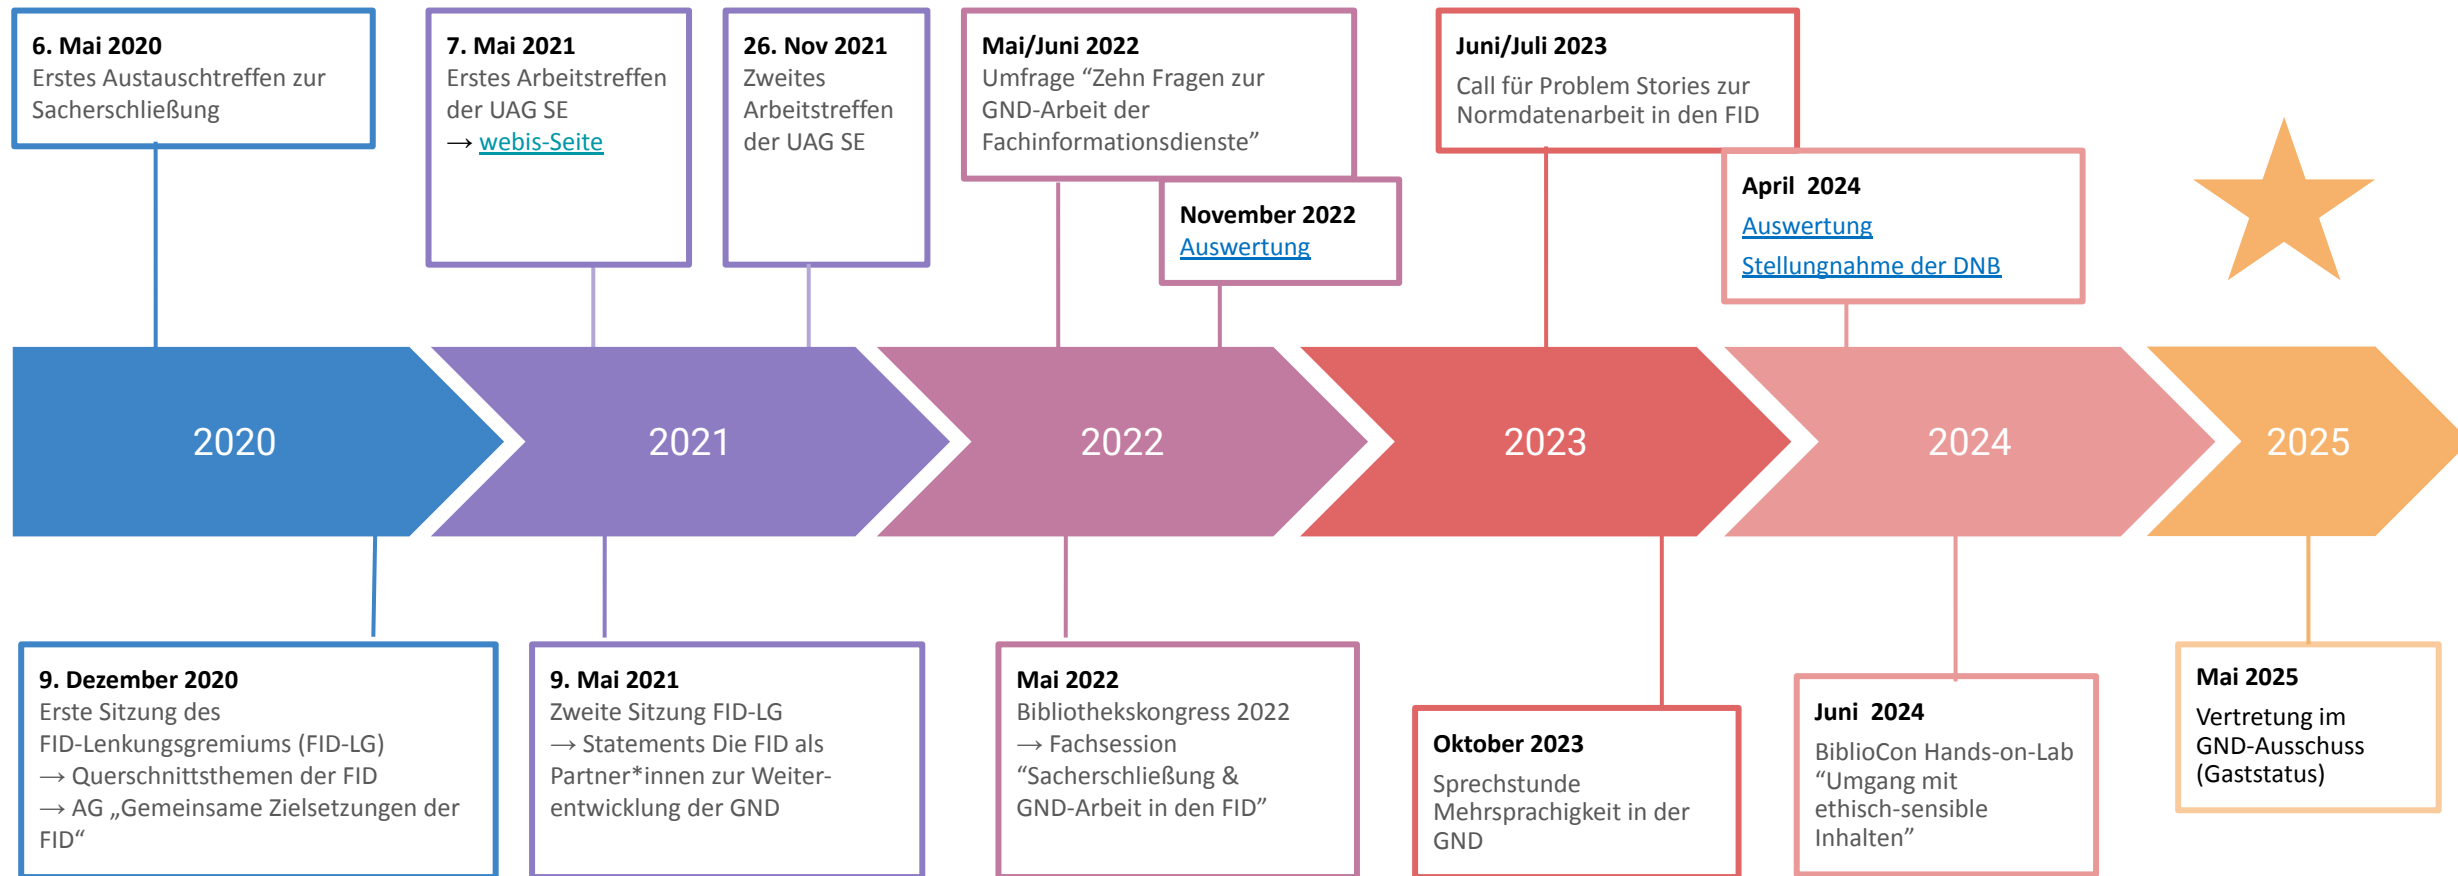 6. Mai 2020
Erstes Austauschtreffen zur
Sacherschließung
7. Mai 2021
Erstes Arbeitstreffen
der UAG SE
→ webis-Seite
26. Nov 2021
Zweites
Arbeitstreffen
der UAG SE
Mai/Juni 2022
Umfrage “Zehn Fragen zur
GND-Arbeit der
Fachinformationsdienste”
November 2022
Auswertung
Juni/Juli 2023
Call für Problem Stories zur
Normdatenarbeit in den FID
April 2024
Auswertung
Stellungnahme der DNB
2020
2021
2022
2023
2024
2025
9. Dezember 2020
Erste Sitzung des
FID-Lenkungsgremiums (FID-LG)
→ Querschnittsthemen der FID
→ AG „Gemeinsame Zielsetzungen der
FID“
9. Mai 2021
Zweite Sitzung FID-LG
→ Statements Die FID als
Partner*innen zur Weiter-
entwicklung der GND
Mai 2022
Bibliothekskongress 2022
→ Fachsession
“Sacherschließung &
GND-Arbeit in den FID”
Oktober 2023
Sprechstunde
Mehrsprachigkeit in der
GND
Juni 2024
BiblioCon Hands-on-Lab
“Umgang mit
ethisch-sensible
Inhalten”
Mai 2025
Vertretung im
GND-Ausschuss
(Gaststatus)